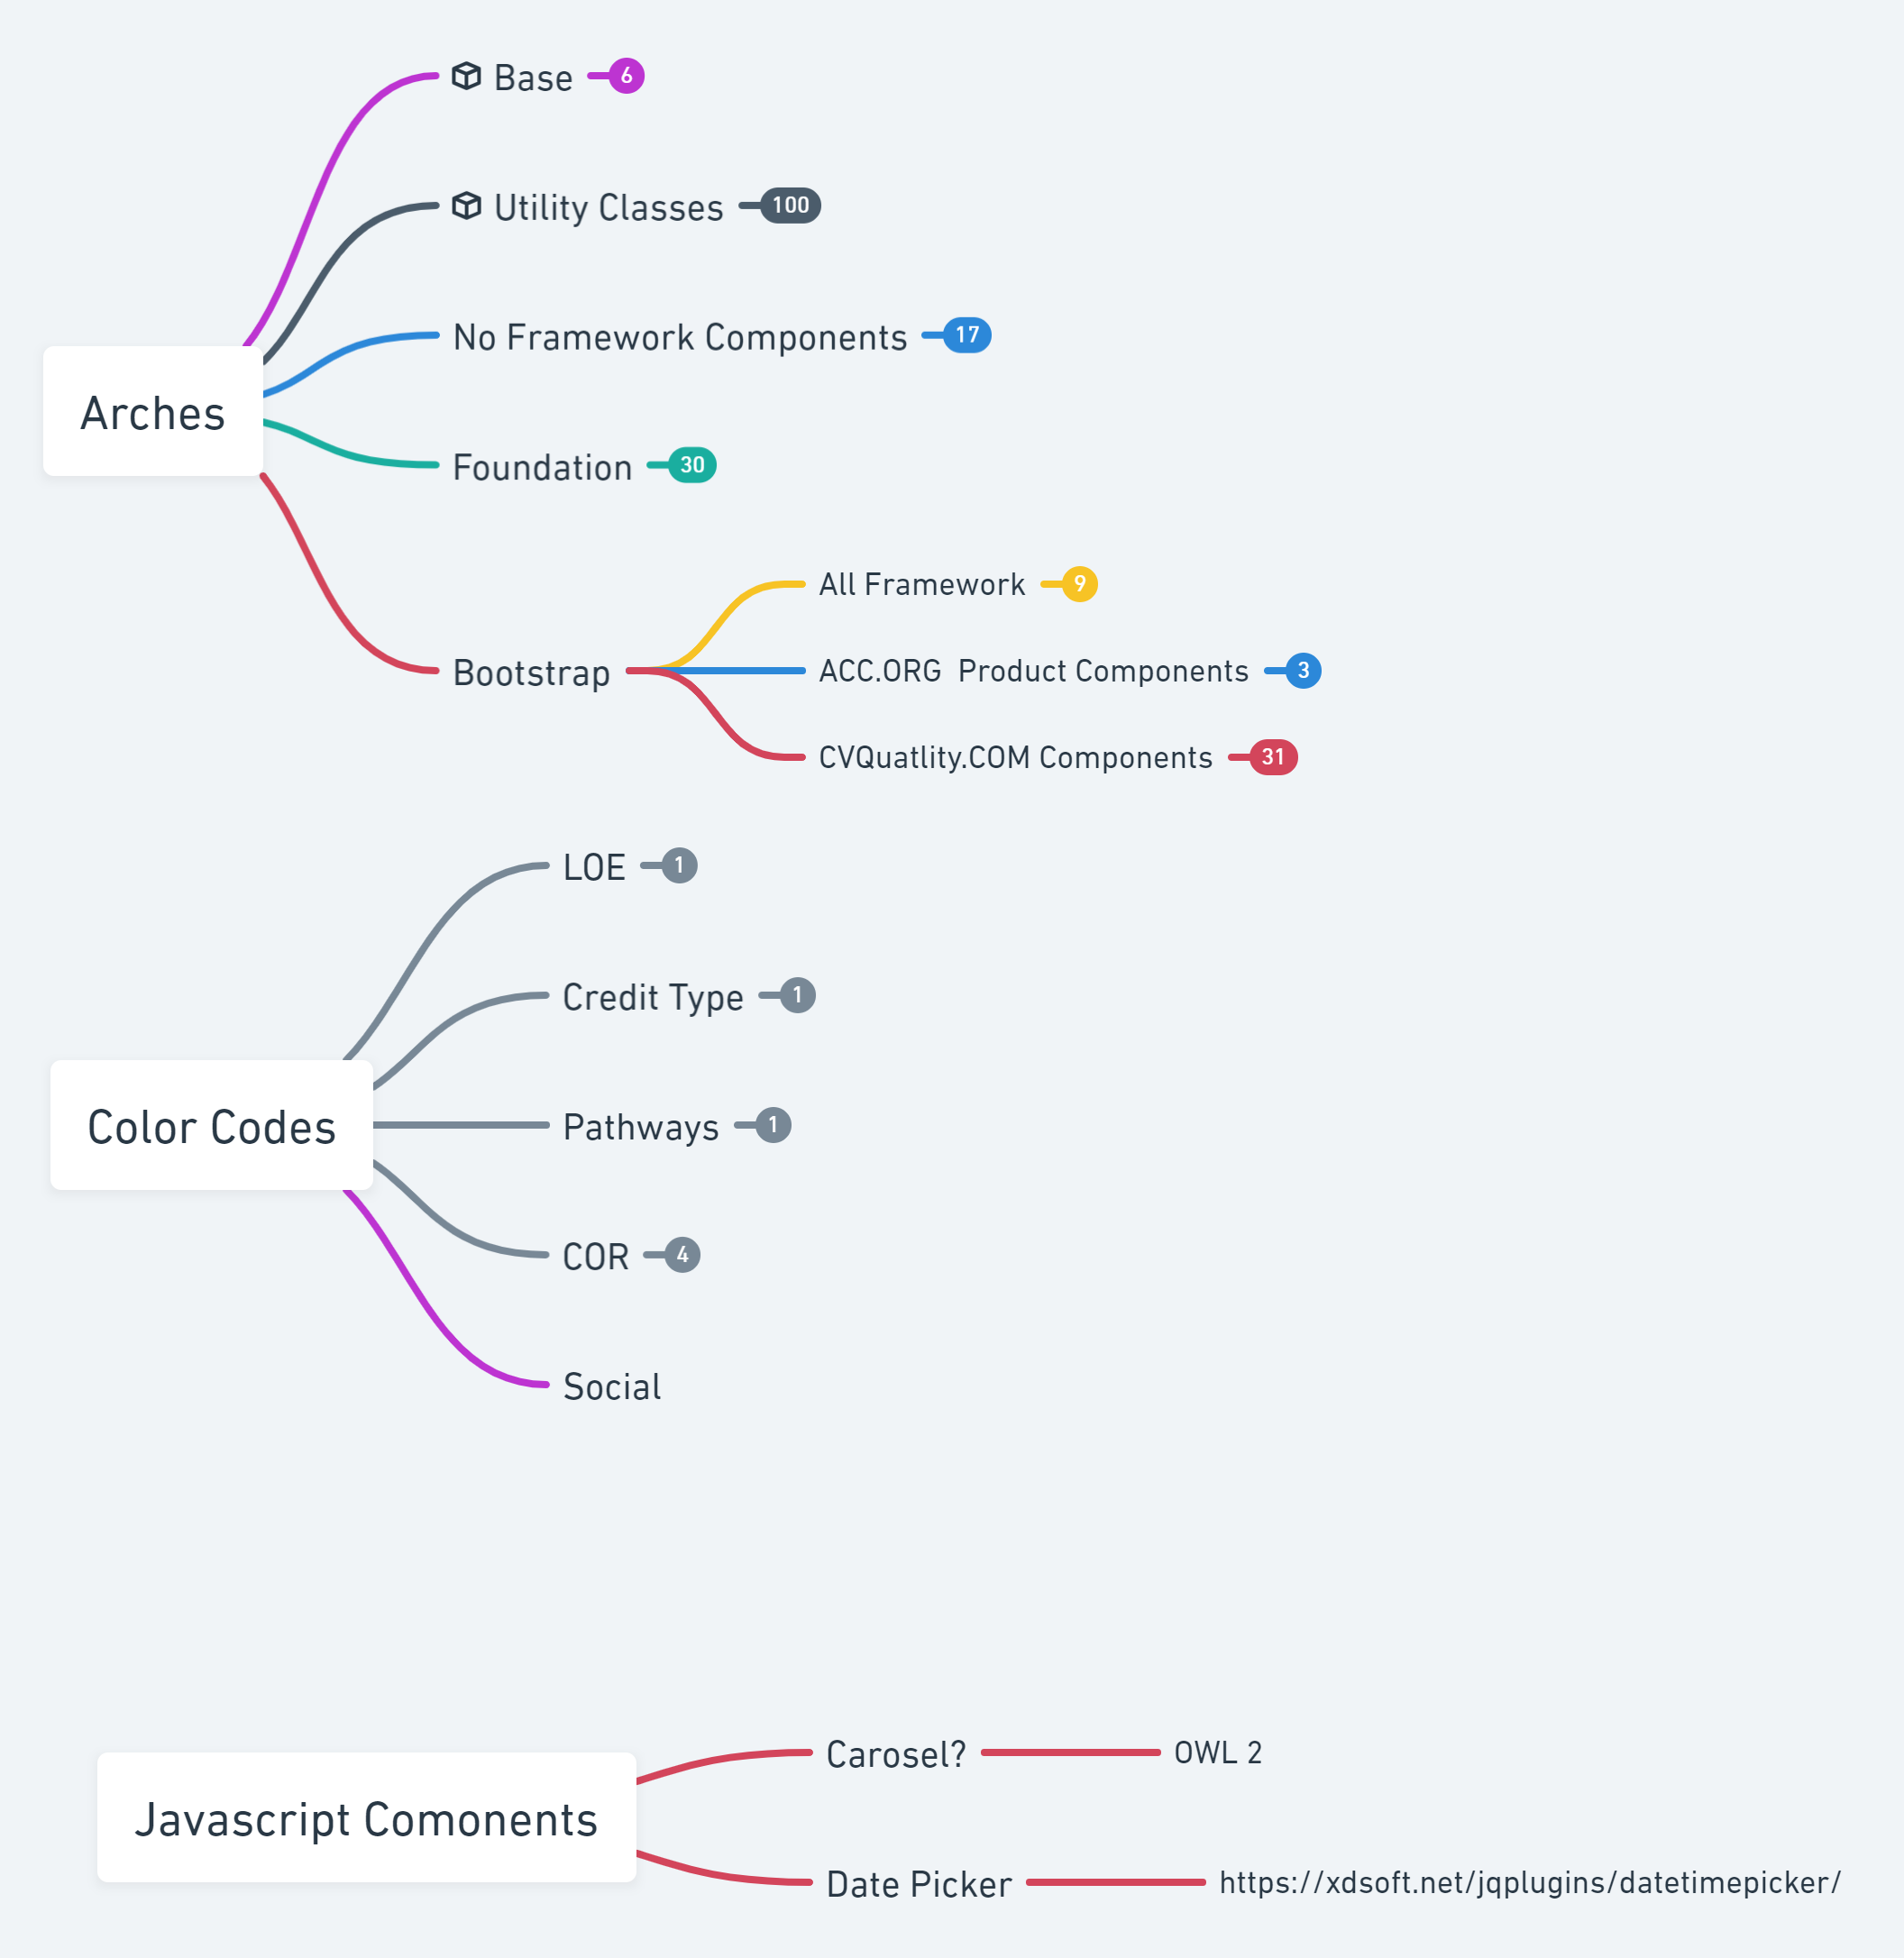 Base 6
Utility Classes 100
No Framework Components 17
Arches
Foundation 30
All Framework 9
Bootstrap
ACC.ORG  Product Components 3
CVQuatlity.COM Components 31
LOE 1
Credit Type 1
Color Codes
Pathways 1
COR 4
Social
Carosel? OWL 2
Javascript Comonents
Date Picker https://xdsoft.net/jqplugins/datetimepicker/